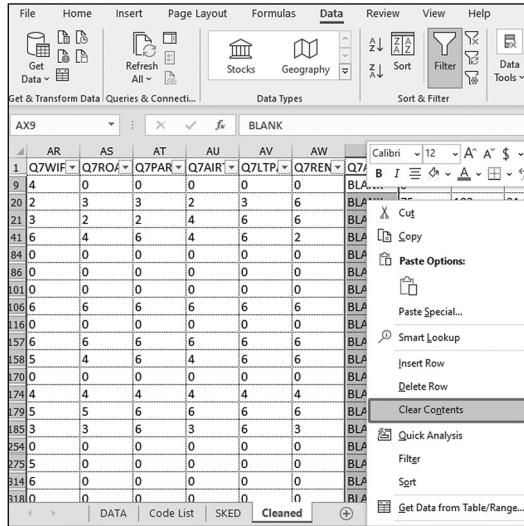 File Home Insert Page Layout Formulas Data Review View Help
Get Data Refresh All Stocks Geography Sort Filter Data Tools
Get & Transform Data Queries & Connecti... Data Types Sort & Filter
AX9 fx BLANK
Calibri 12 A A $
B I A
AR AS AT AU AV AW
1 Q7WIF Q7ROA Q7PAR Q7AIR Q7LTP Q7REN Q7A
9 4 0 0 0 0 0 BLANK
20 2 3 3 2 3 6 BLA
21 3 2 2 4 6 6 BLA
41 6 4 6 4 6 2 BLA
84 0 0 0 0 0 0 BLA
86 0 0 0 0 0 0 BLA
101 0 0 0 0 0 0 BLA
106 6 6 6 6 6 6 BLA
116 0 0 0 0 0 0 BLA
157 6 6 6 6 6 6 BLA
158 5 4 4 6 6 6 BLA
170 0 0 0 0 0 0 BLA
174 4 4 4 4 4 4 BLA
179 5 5 6 6 6 6 BLA
185 3 3 6 3 6 3 BLA
254 0 0 0 0 0 0 BLA
275 5 0 0 0 0 0 BLA
314 6 0 0 0 0 0 BLA
318 0 0 0 0 0 0 BLA
Cut
Copy
Paste Options:
Paste Special...
Smart Lookup
Insert Row
Delete Row
Clear Contents
Quick Analysis
Filter
Sort
Get Data from Table/Range...
DATA Code List SKED Cleaned